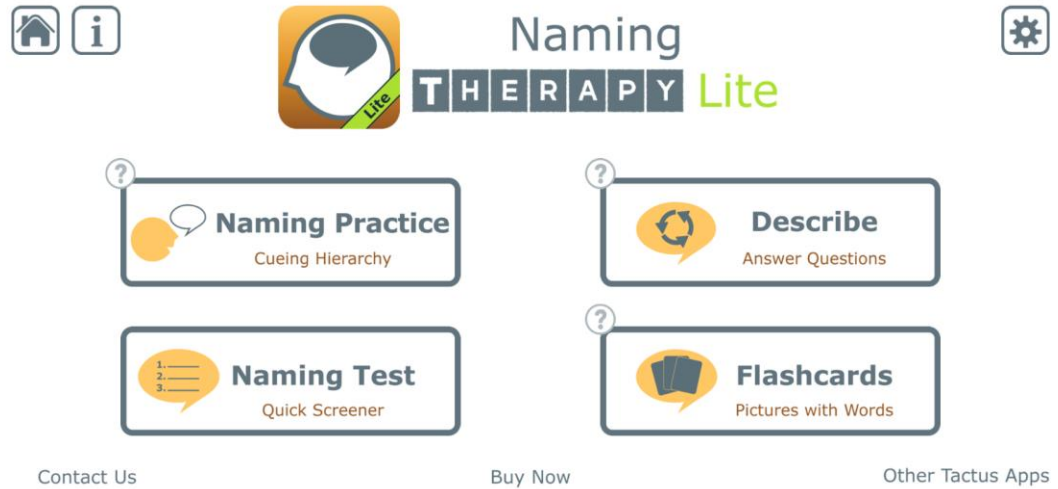 i
Naming
THERAPY Lite
Lite
?
Naming Practice
Cueing Hierarchy
?
Describe
Answer Questions
1.
2.
3.
Naming Test
Quick Screener
?
Flashcards
Pictures with Words
Contact Us
Buy Now
Other Tactus Apps